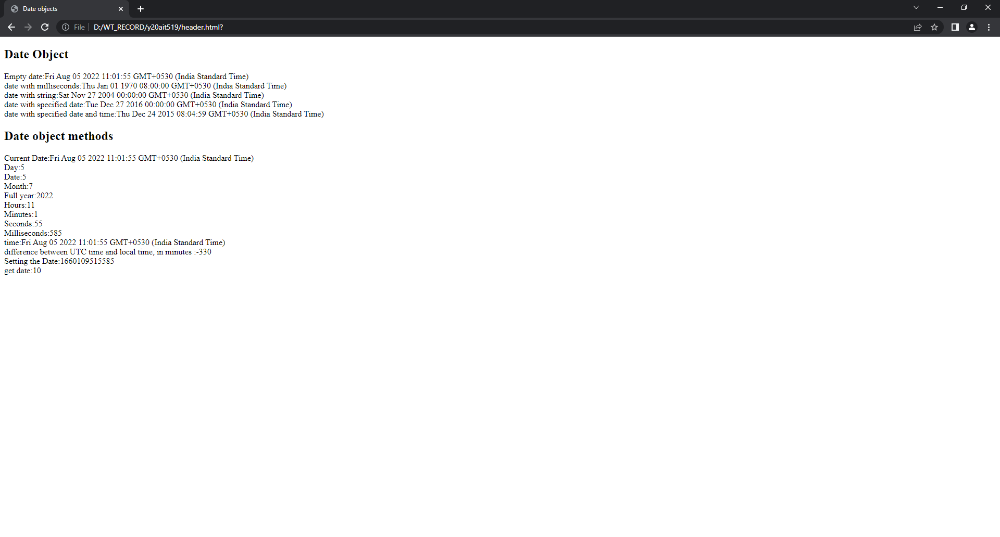 Date objects
File D:/WT_RECORD/y20ait519/header.html?
Date Object
Empty date:Fri Aug 05 2022 11:01:55 GMT+0530 (India Standard Time)
date with milliseconds:Thu Jan 01 1970 08:00:00 GMT+0530 (India Standard Time)
date with string:Sat Nov 27 2004 00:00:00 GMT+0530 (India Standard Time)
date with specified date:Tue Dec 27 2016 00:00:00 GMT+0530 (India Standard Time)
date with specified date and time:Thu Dec 24 2015 08:04:59 GMT+0530 (India Standard Time)
Date object methods
Current Date:Fri Aug 05 2022 11:01:55 GMT+0530 (India Standard Time)
Day:5
Date:5
Month:7
Full year:2022
Hours:11
Minutes:1
Seconds:55
Milliseconds:585
time:Fri Aug 05 2022 11:01:55 GMT+0530 (India Standard Time)
difference between UTC time and local time, in minutes :-330
Setting the Date:1660109515585
get date:10